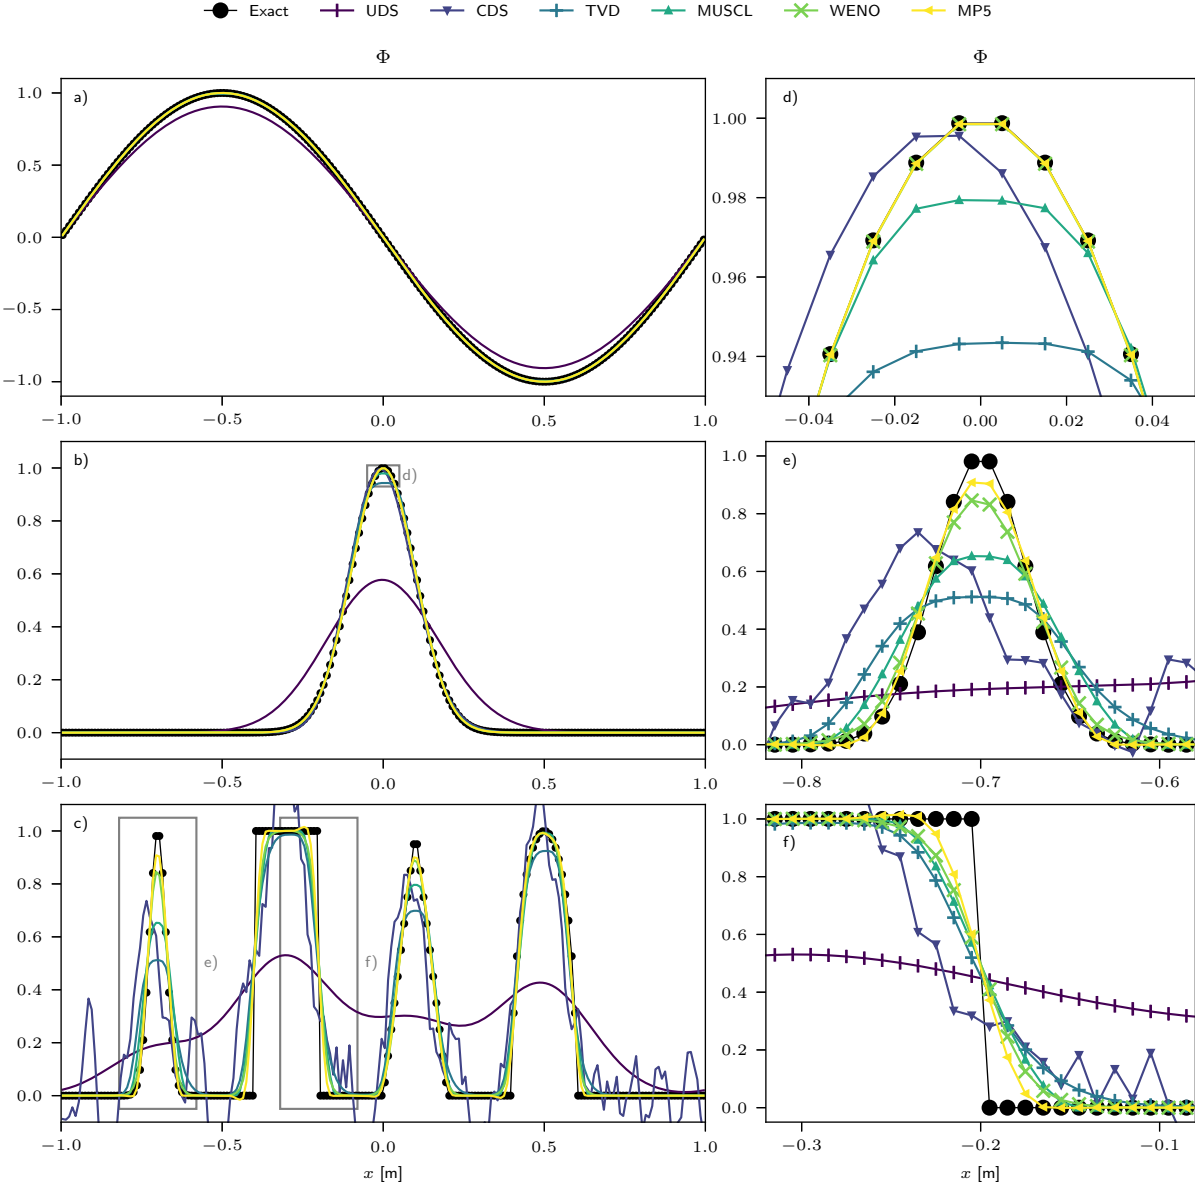 Exact UDS CDS TVD MUSCL WENO MP5
Φ Φ
a)
1.0
0.5
0.0
−0.5
−1.0
−1.0 −0.5 0.0 0.5 1.0
d)
1.00
0.98
0.96
0.94
−0.04 −0.02 0.00 0.02 0.04
b)
d)
1.0
0.8
0.6
0.4
0.2
0.0
−1.0 −0.5 0.0 0.5 1.0
e)
1.0
0.8
0.6
0.4
0.2
0.0
−0.8 −0.7 −0.6
c)
e)
f)
1.0
0.8
0.6
0.4
0.2
0.0
−1.0 −0.5 0.0 0.5 1.0
x [m]
f)
1.0
0.8
0.6
0.4
0.2
0.0
−0.3 −0.2 −0.1
x [m]